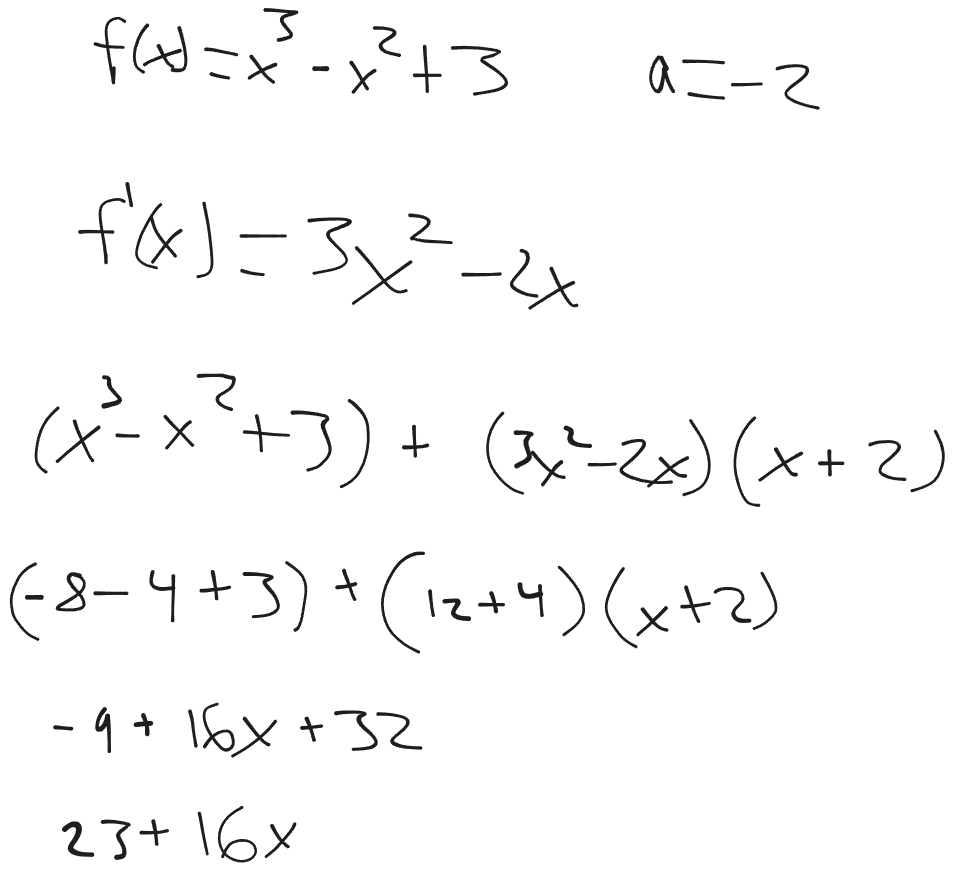 f(x) = x³ - x² + 3 a = -2
f'(x) = 3x² - 2x
(x³ - x² + 3) + (3x² - 2x)(x + 2)
(-8 - 4 + 3) + (12 + 4)(x + 2)
-9 + 16x + 32
23 + 16x